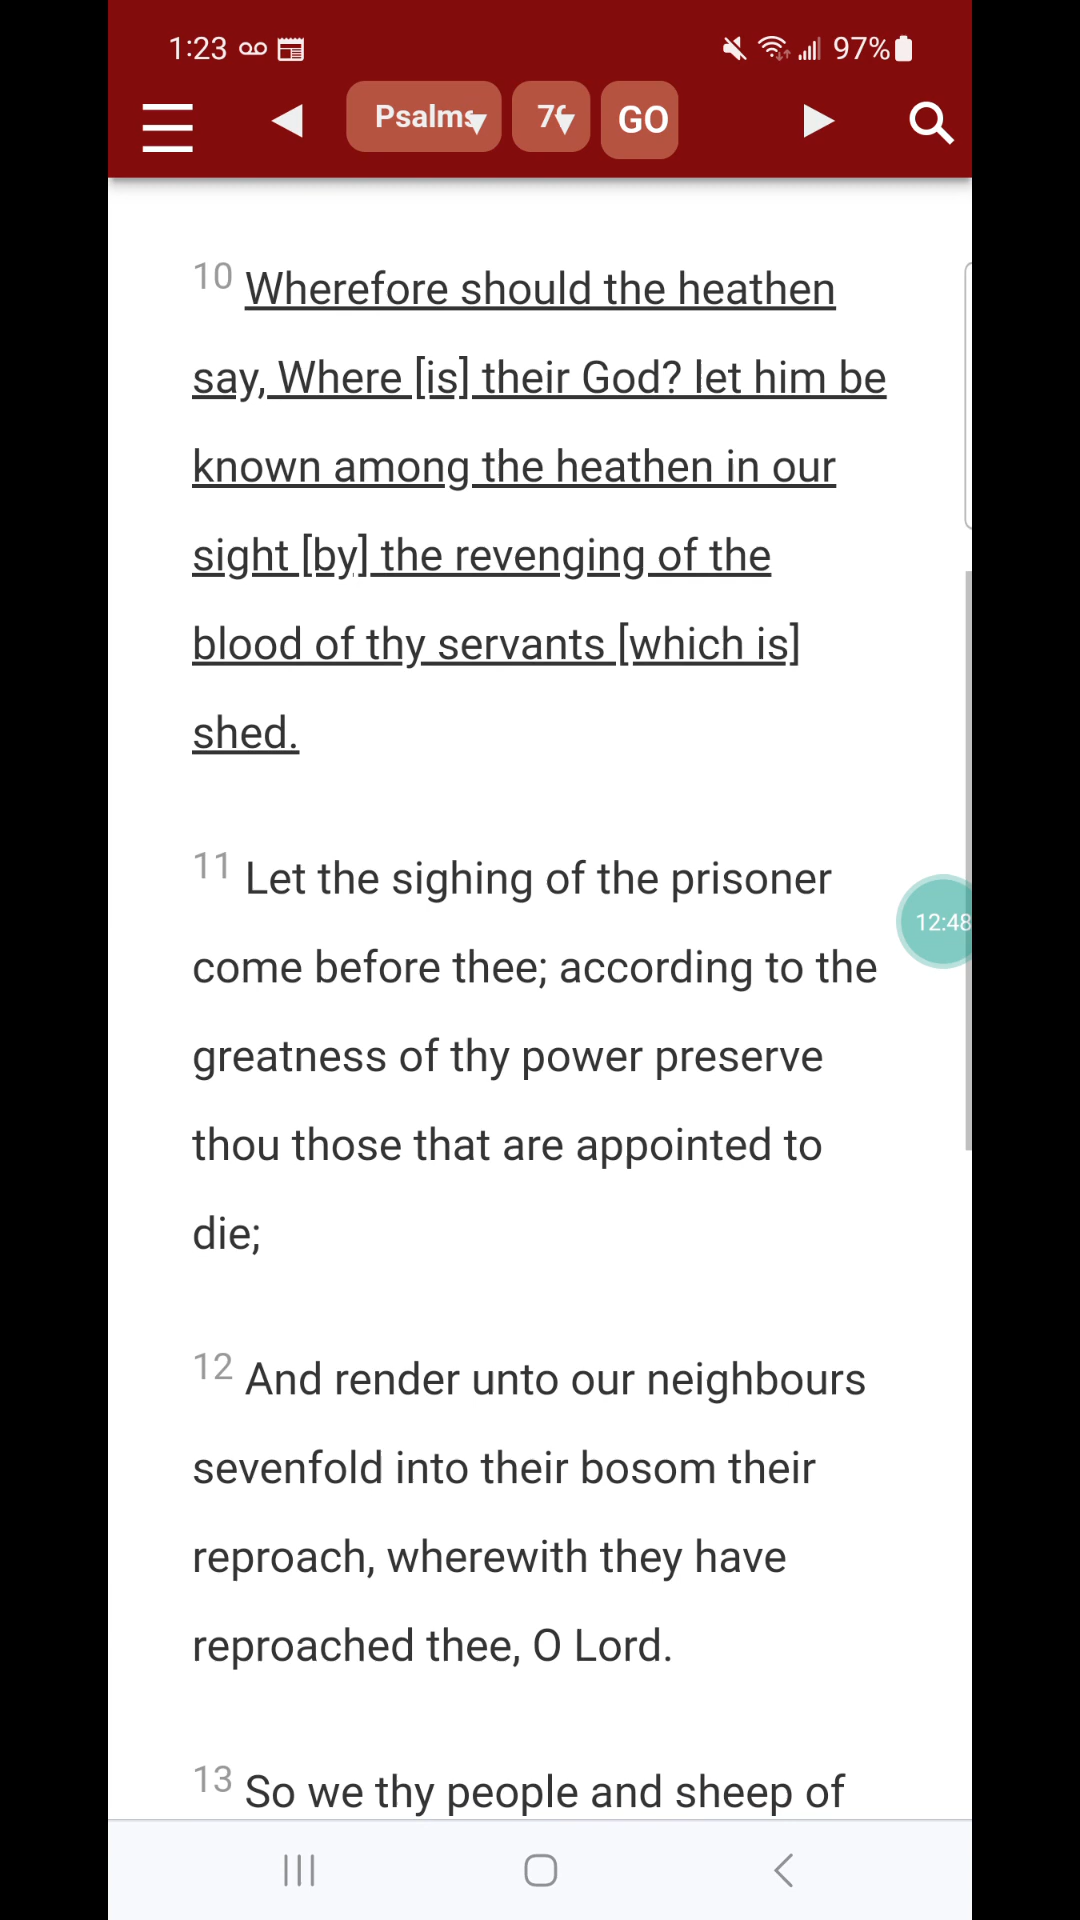 1:23 97%
Psalms GO
10 Wherefore should the heathen
say, Where [is] their God? let him be
known among the heathen in our
sight [by] the revenging of the
blood of thy servants [which is]
shed.
11 Let the sighing of the prisoner
come before thee; according to the
12:48
greatness of thy power preserve
thou those that are appointed to
die;
12 And render unto our neighbours
sevenfold into their bosom their
reproach, wherewith they have
reproached thee, O Lord.
13 So we thy people and sheep of